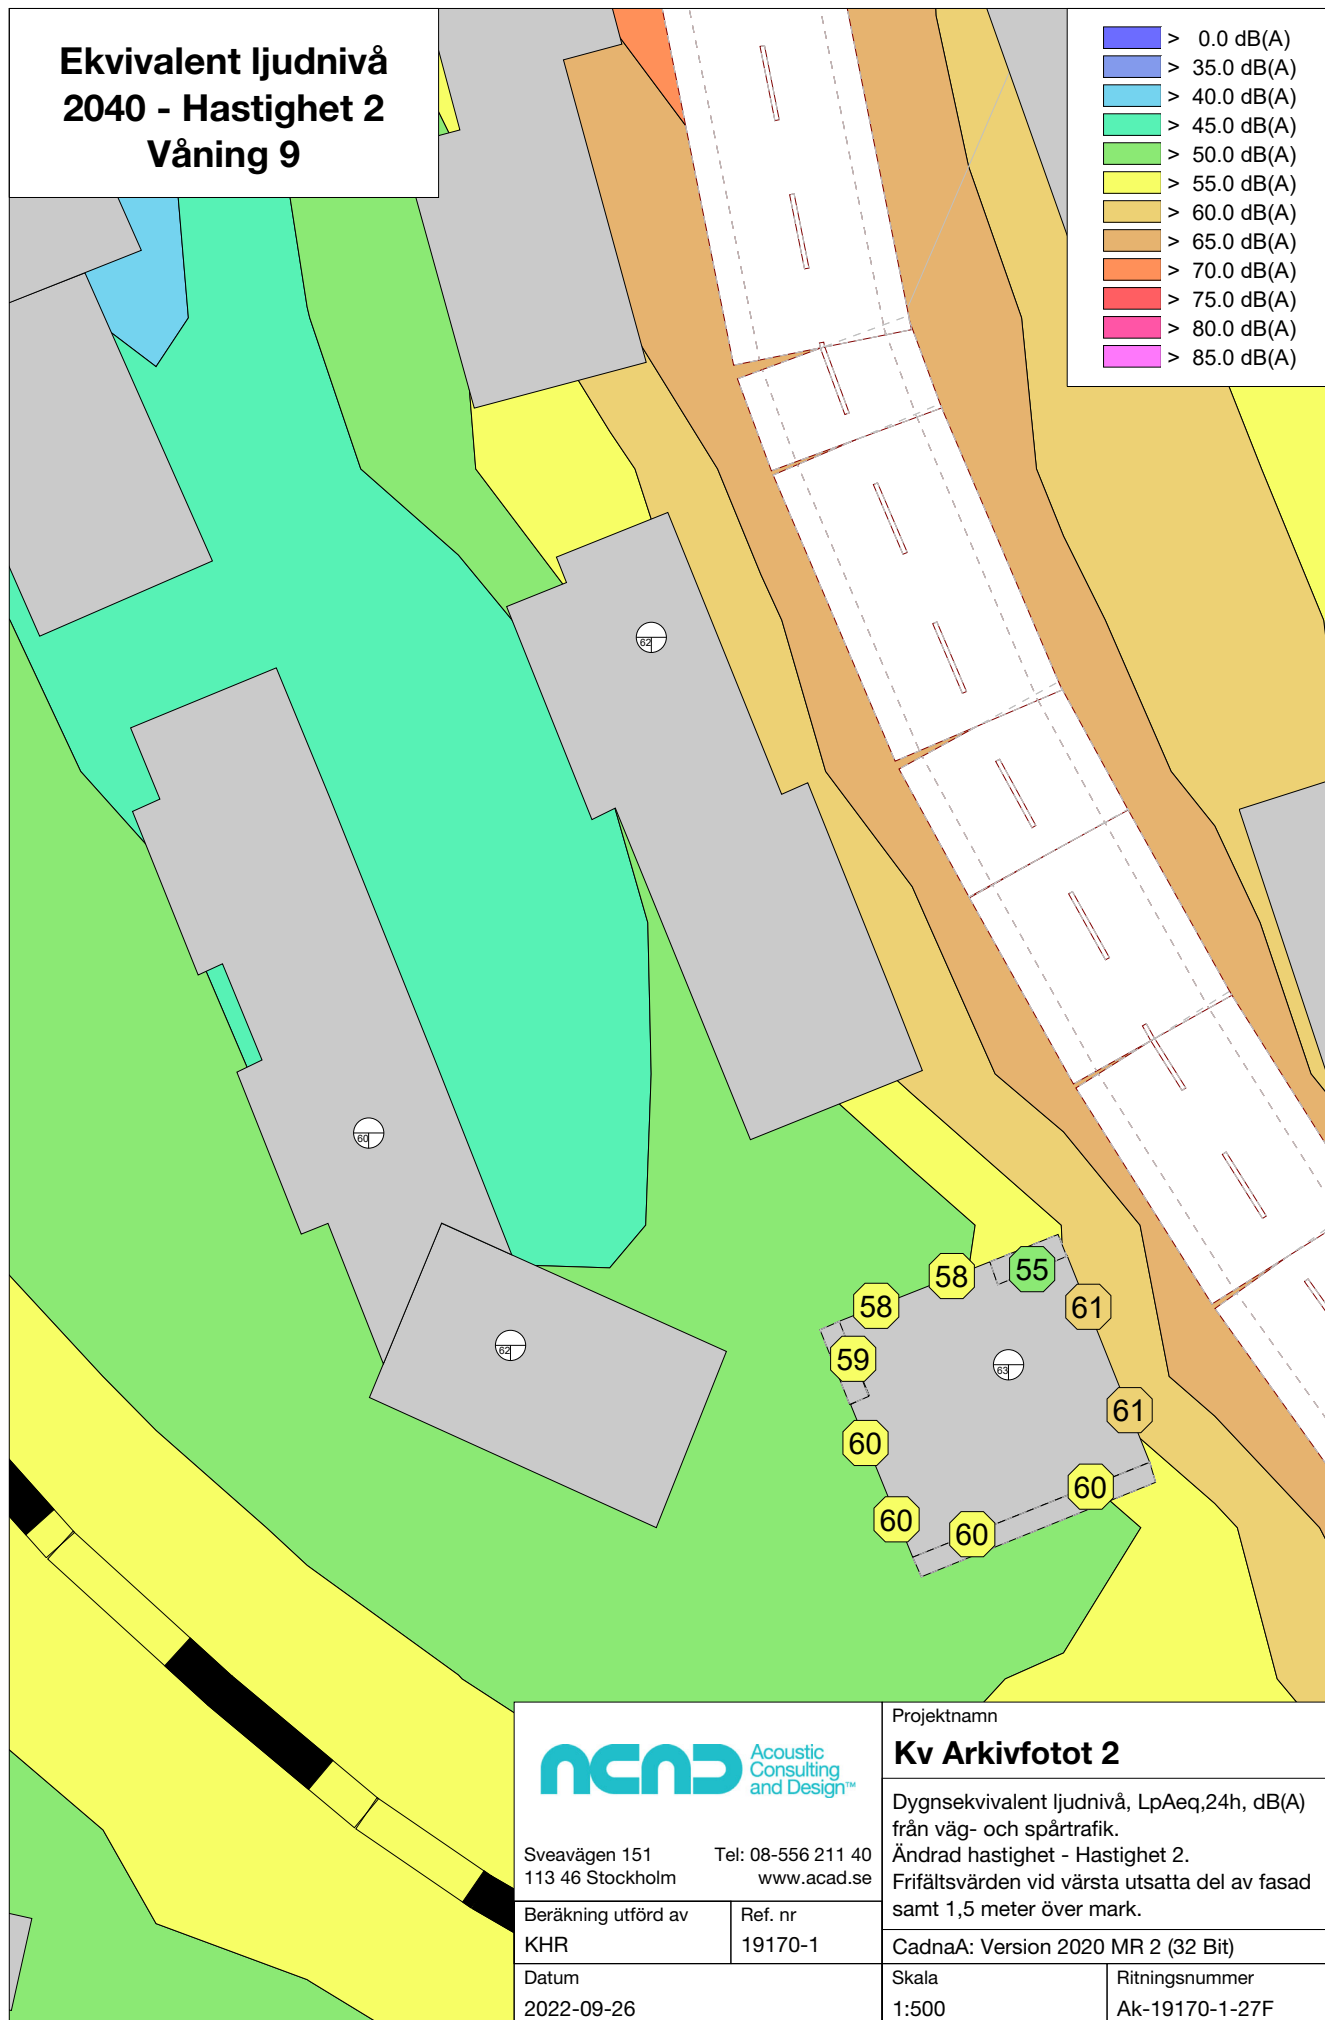 Ekvivalent ljudnivå
2040 - Hastighet 2
Våning 9
> 0.0 dB(A)
> 35.0 dB(A)
> 40.0 dB(A)
> 45.0 dB(A)
> 50.0 dB(A)
> 55.0 dB(A)
> 60.0 dB(A)
> 65.0 dB(A)
> 70.0 dB(A)
> 75.0 dB(A)
> 80.0 dB(A)
> 85.0 dB(A)
62
60
62
63
55
58
58
61
59
61
60
60
60
60
ACAD Acoustic
Consulting
and Design™
Sveavägen 151
113 46 Stockholm
Tel: 08-556 211 40
www.acad.se
Beräkning utförd av
KHR
Ref. nr
19170-1
Datum
2022-09-26
Projektnamn
Kv Arkivfotot 2
Dygnsekvivalent ljudnivå, LpAeq,24h, dB(A)
från väg- och spårtrafik.
Ändrad hastighet - Hastighet 2.
Frifältsvärden vid värsta utsatta del av fasad
samt 1,5 meter över mark.
CadnaA: Version 2020 MR 2 (32 Bit)
Skala
1:500
Ritningsnummer
Ak-19170-1-27F